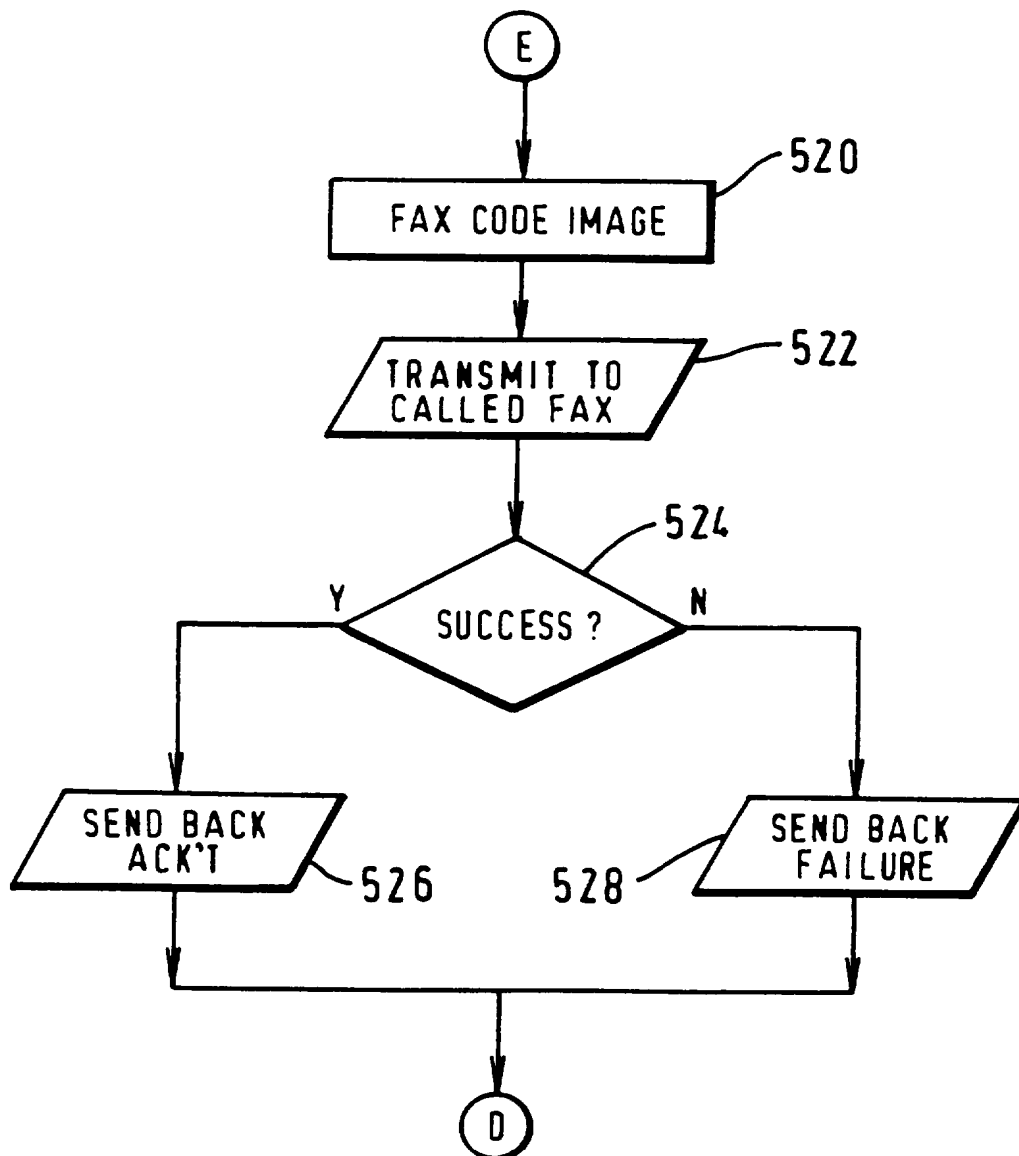 E
520
FAX CODE IMAGE
522
TRANSMIT TO
CALLED FAX
524
Y
N
SUCCESS?
SEND BACK
ACK'T
526
528
SEND BACK
FAILURE
D